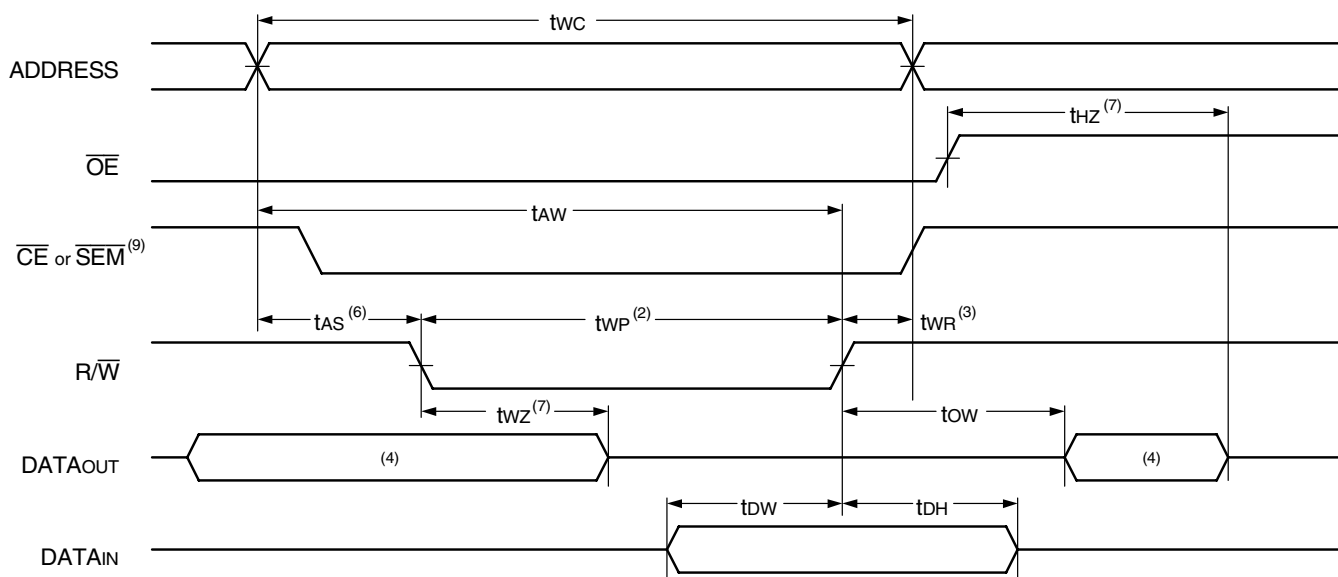 tWC
ADDRESS
tHZ(7)
OE
tAW
CE or SEM(9)
tAS(6)
tWP(2)
tWR(3)
R/W
tWZ(7)
tOW
DATAOUT
(4)
(4)
tDW
tDH
DATAIN